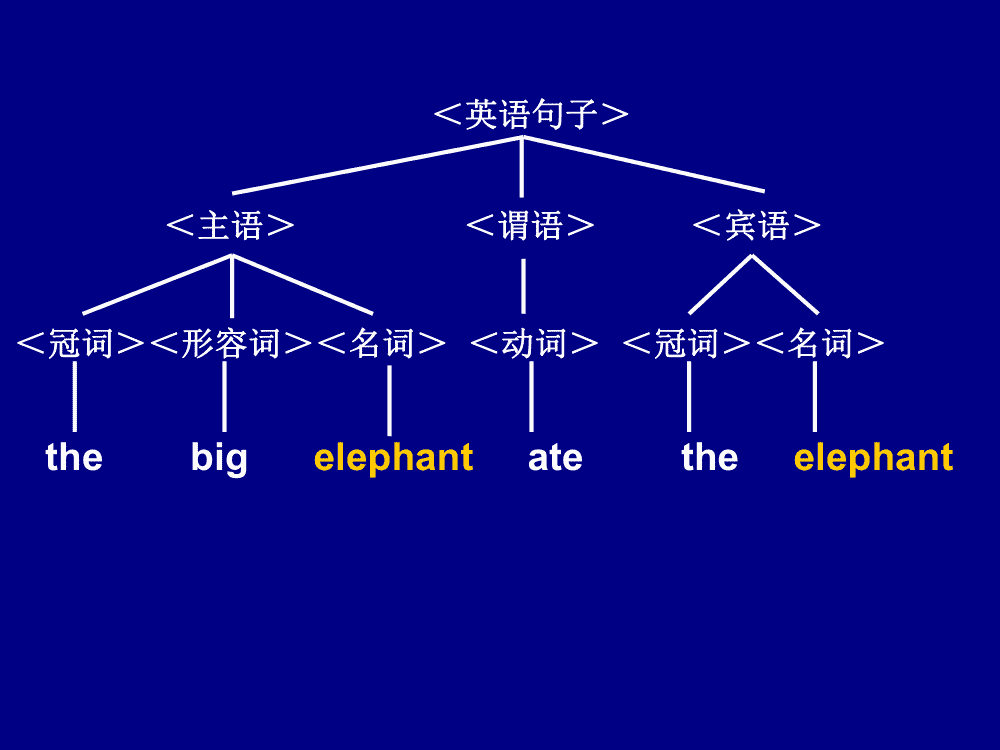 ＜英语句子＞
＜主语＞ ＜谓语＞ ＜宾语＞
＜冠词＞＜形容词＞＜名词＞ ＜动词＞ ＜冠词＞＜名词＞
the big elephant ate the elephant